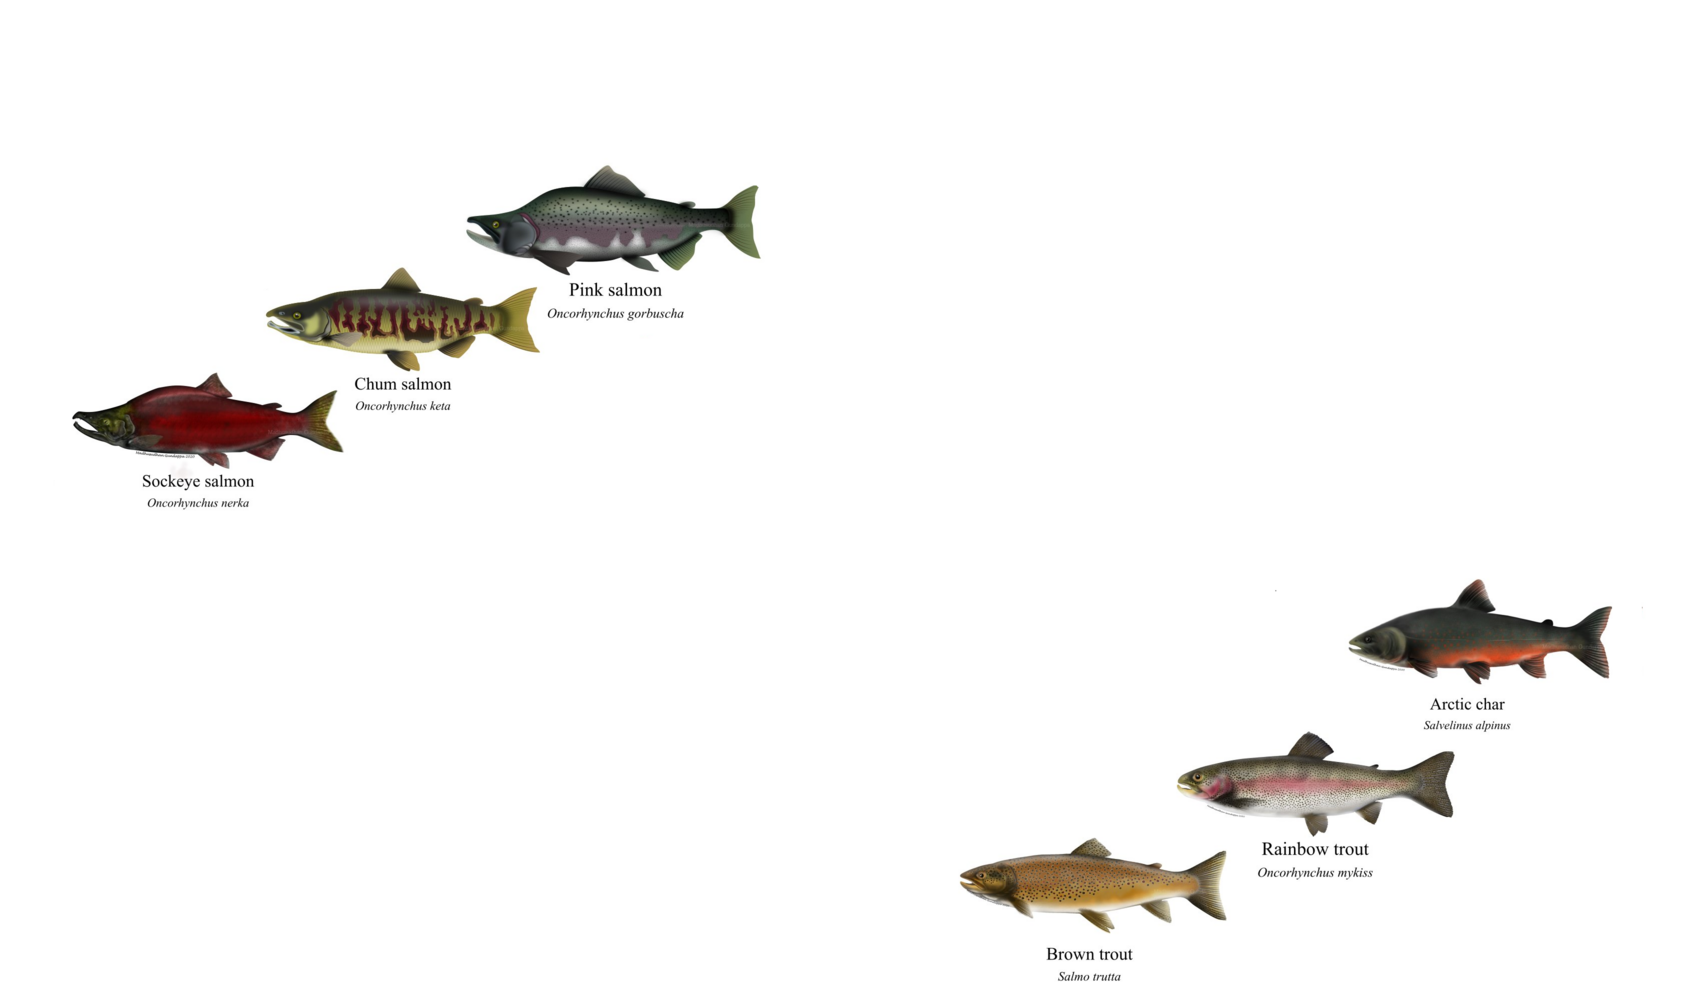 Pink salmon
Oncorhynchus gorbuscha
Chum salmon
Oncorhynchus keta
Sockeye salmon
Oncorhynchus nerka
Arctic char
Salvelinus alpinus
Rainbow trout
Oncorhynchus mykiss
Brown trout
Salmo trutta